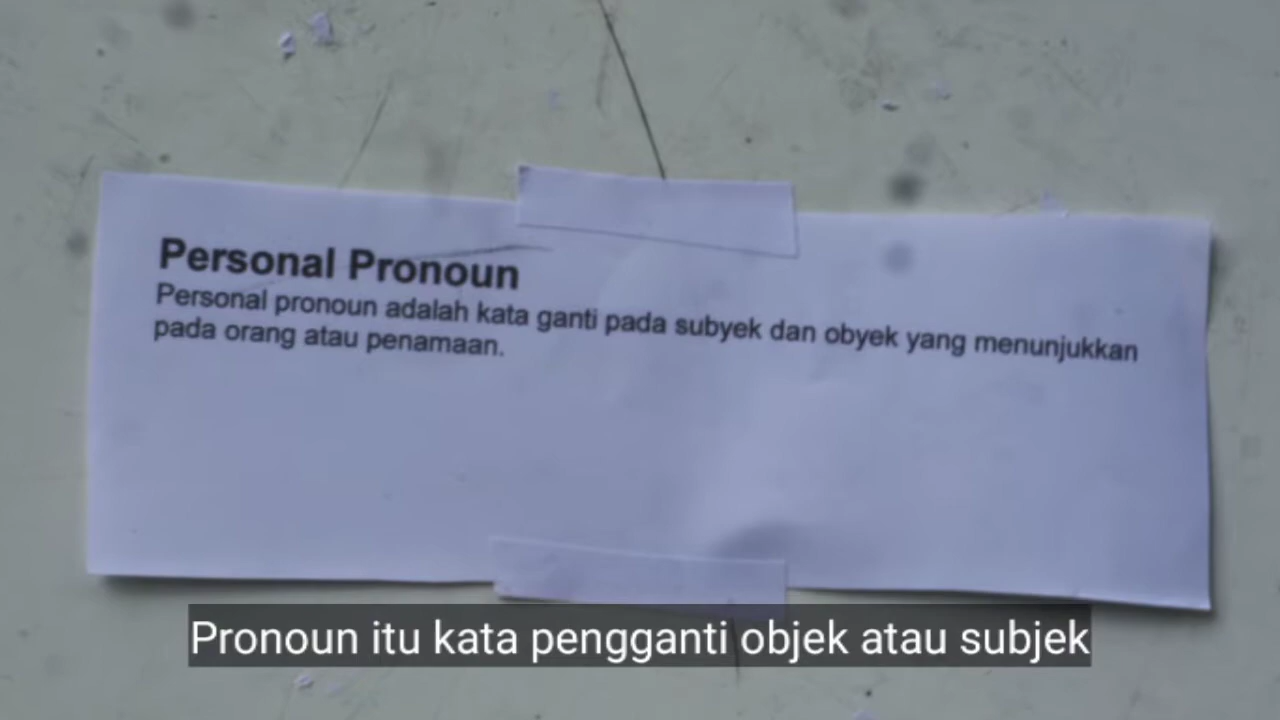 Personal Pronoun
Personal pronoun adalah kata ganti pada subyek dan obyek yang menunjukkan
pada orang atau penamaan.
Pronoun itu kata pengganti objek atau subjek